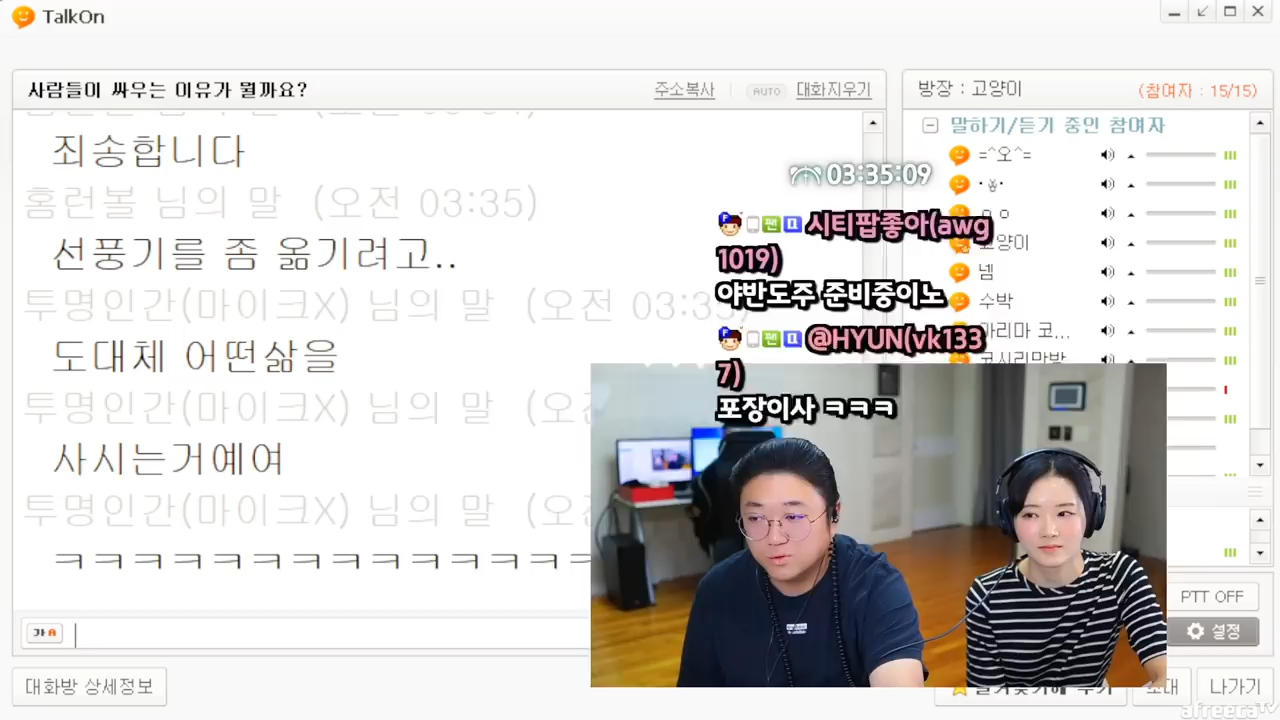 TalkOn
사람들이 싸우는 이유가 뭘까요?
주소복사
AUTO
대화지우기
죄송합니다
홈런볼 님의 말 (오전 03:35)
선풍기를 좀 옮기려고..
투명인간(마이크X) 님의 말 (오전 03:35)
도대체 어떤삶을
투명인간(마이크X) 님의 말 (오전
사시는거예여
투명인간(마이크X) 님의 말 (오전
ㅋㅋㅋㅋㅋㅋㅋㅋㅋㅋㅋㅋㅋㅋ
가A
대화방 상세정보
03:35:09
시티팝좋아(awg
1019)
야반도주 준비중이노
@HYUN(vk133
7)
포장이사 ㅋㅋㅋ
방장 : 고양이
(참여자 : 15/15)
말하기/듣기 중인 참여자
=^오^=
고양이
넴
수박
PTT OFF
설정
초대
나가기
afreecaTV